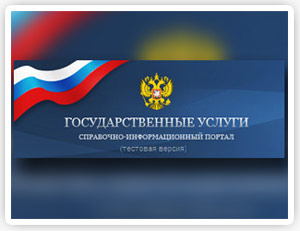 ГОСУДАРСТВЕННЫЕ УСЛУГИ
СПРАВОЧНО-ИНФОРМАЦИОННЫЙ ПОРТАЛ
(тестовая версия)